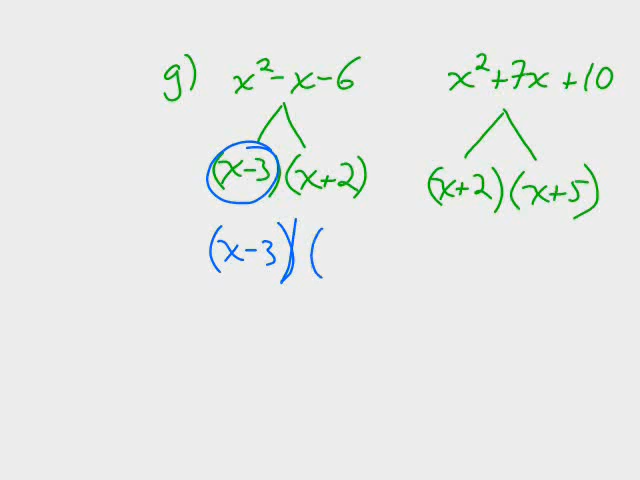 g) x² - x - 6 x² + 7x + 10
(x - 3) (x + 2) (x + 2) (x + 5)
(x - 3) (